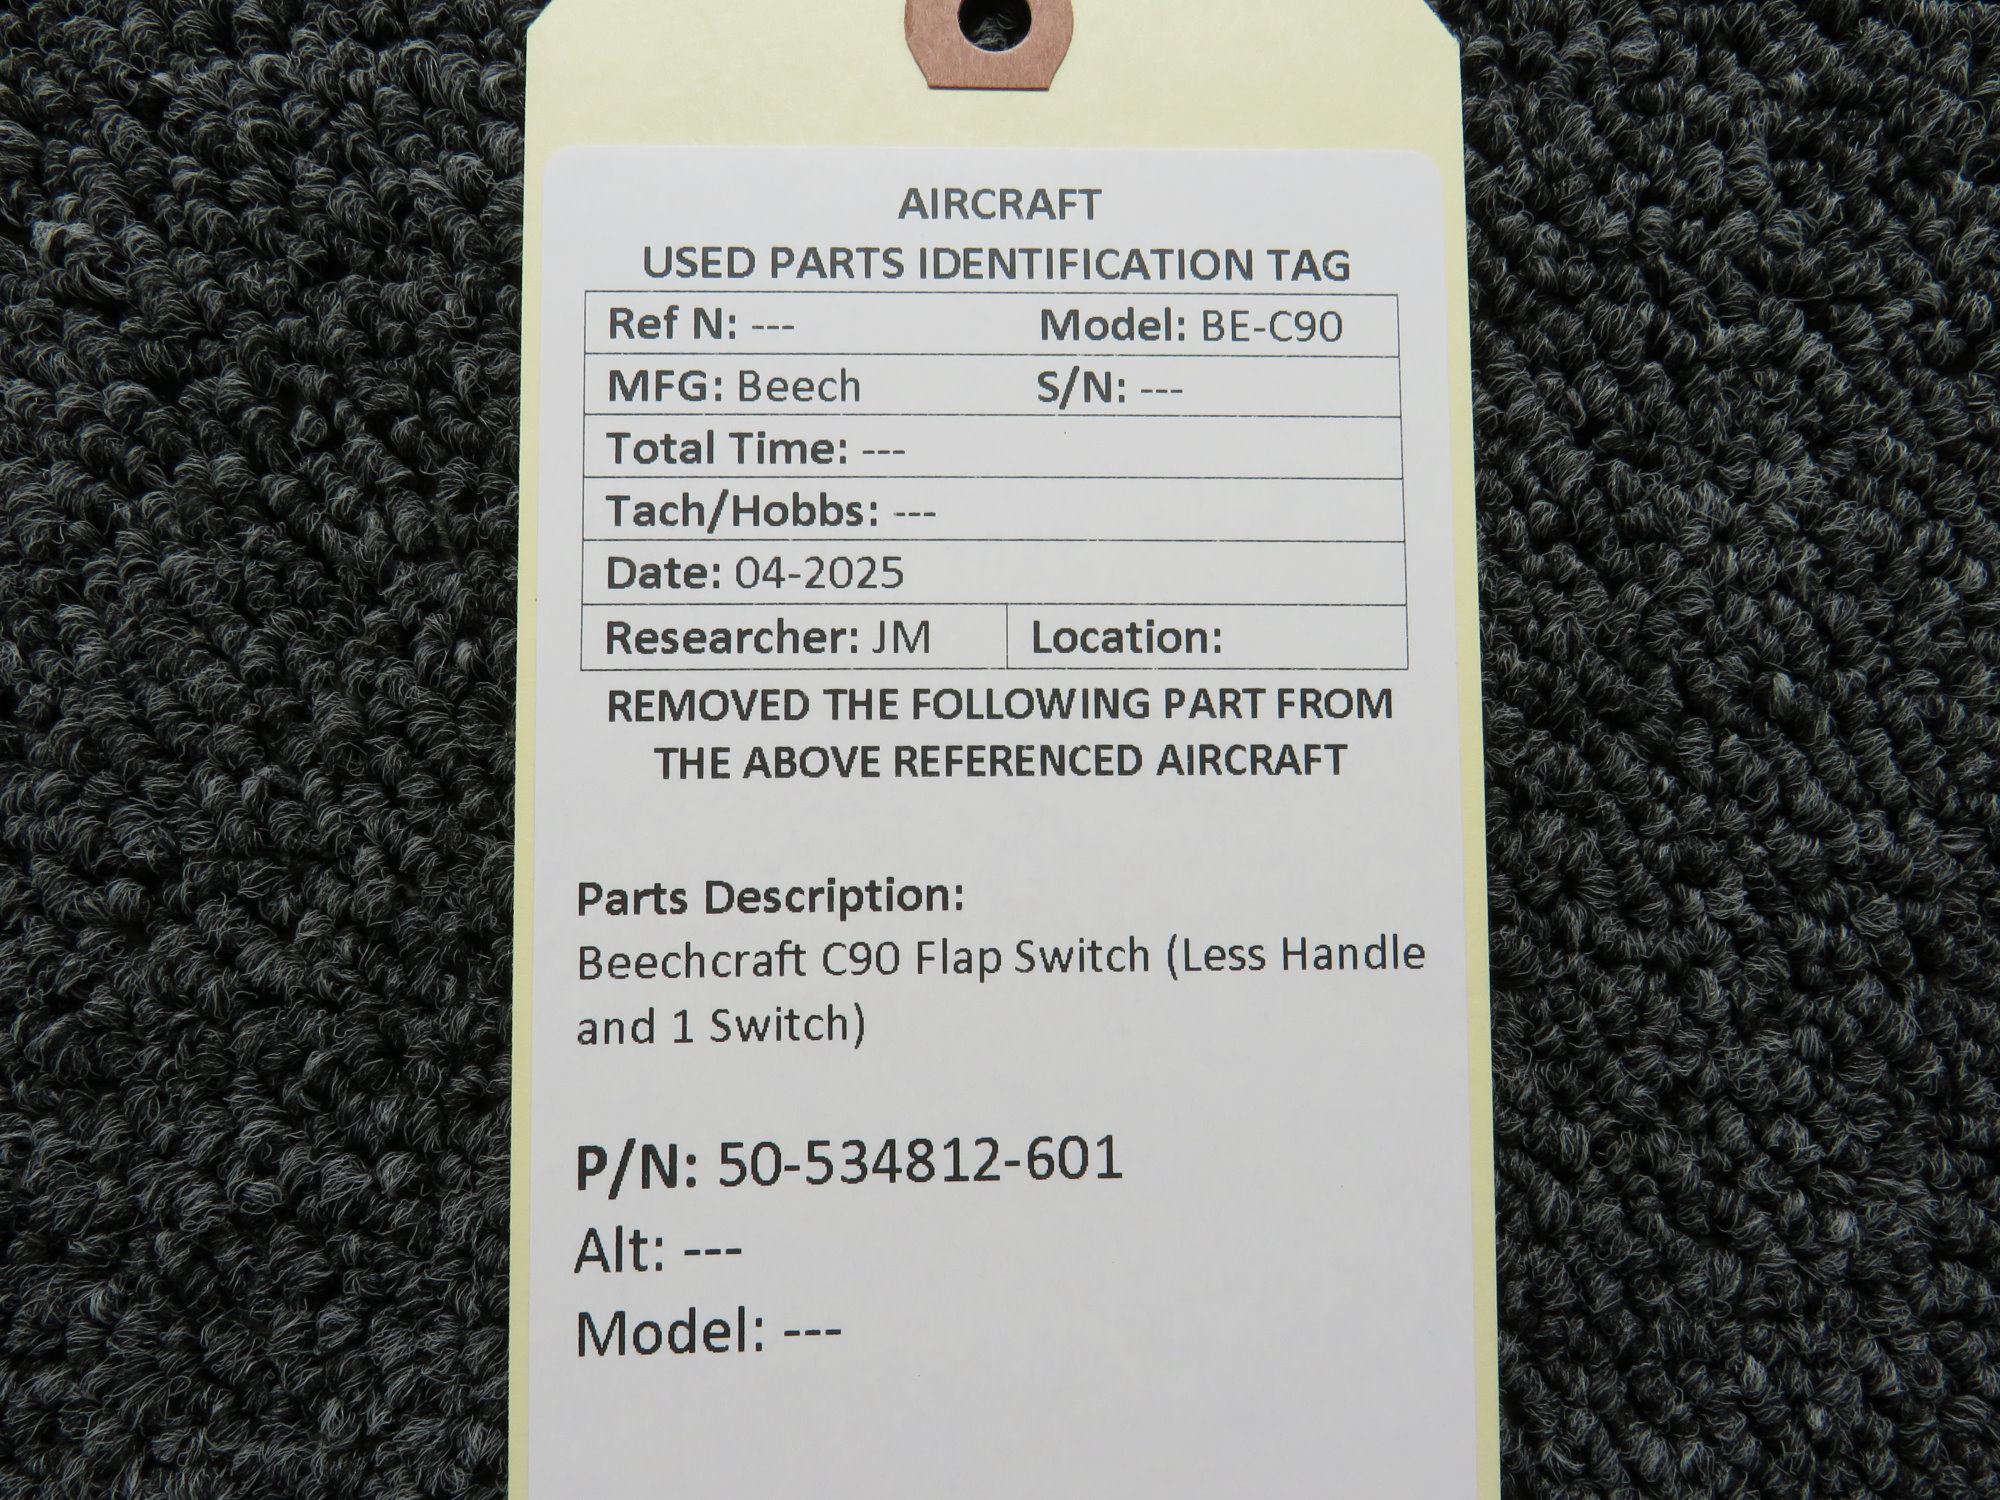 AIRCRAFT
USED PARTS IDENTIFICATION TAG
Ref N: --- Model: BE-C90
MFG: Beech S/N: ---
Total Time: ---
Tach/Hobbs: ---
Date: 04-2025
Researcher: JM Location:
REMOVED THE FOLLOWING PART FROM
THE ABOVE REFERENCED AIRCRAFT
Parts Description:
Beechcraft C90 Flap Switch (Less Handle
and 1 Switch)
P/N: 50-534812-601
Alt: ---
Model: ---